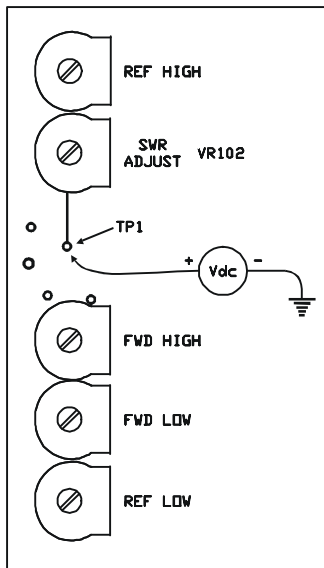 REF HIGH
SWR
ADJUST VR102
TP1
+ Vdc -
FWD HIGH
FWD LOW
REF LOW